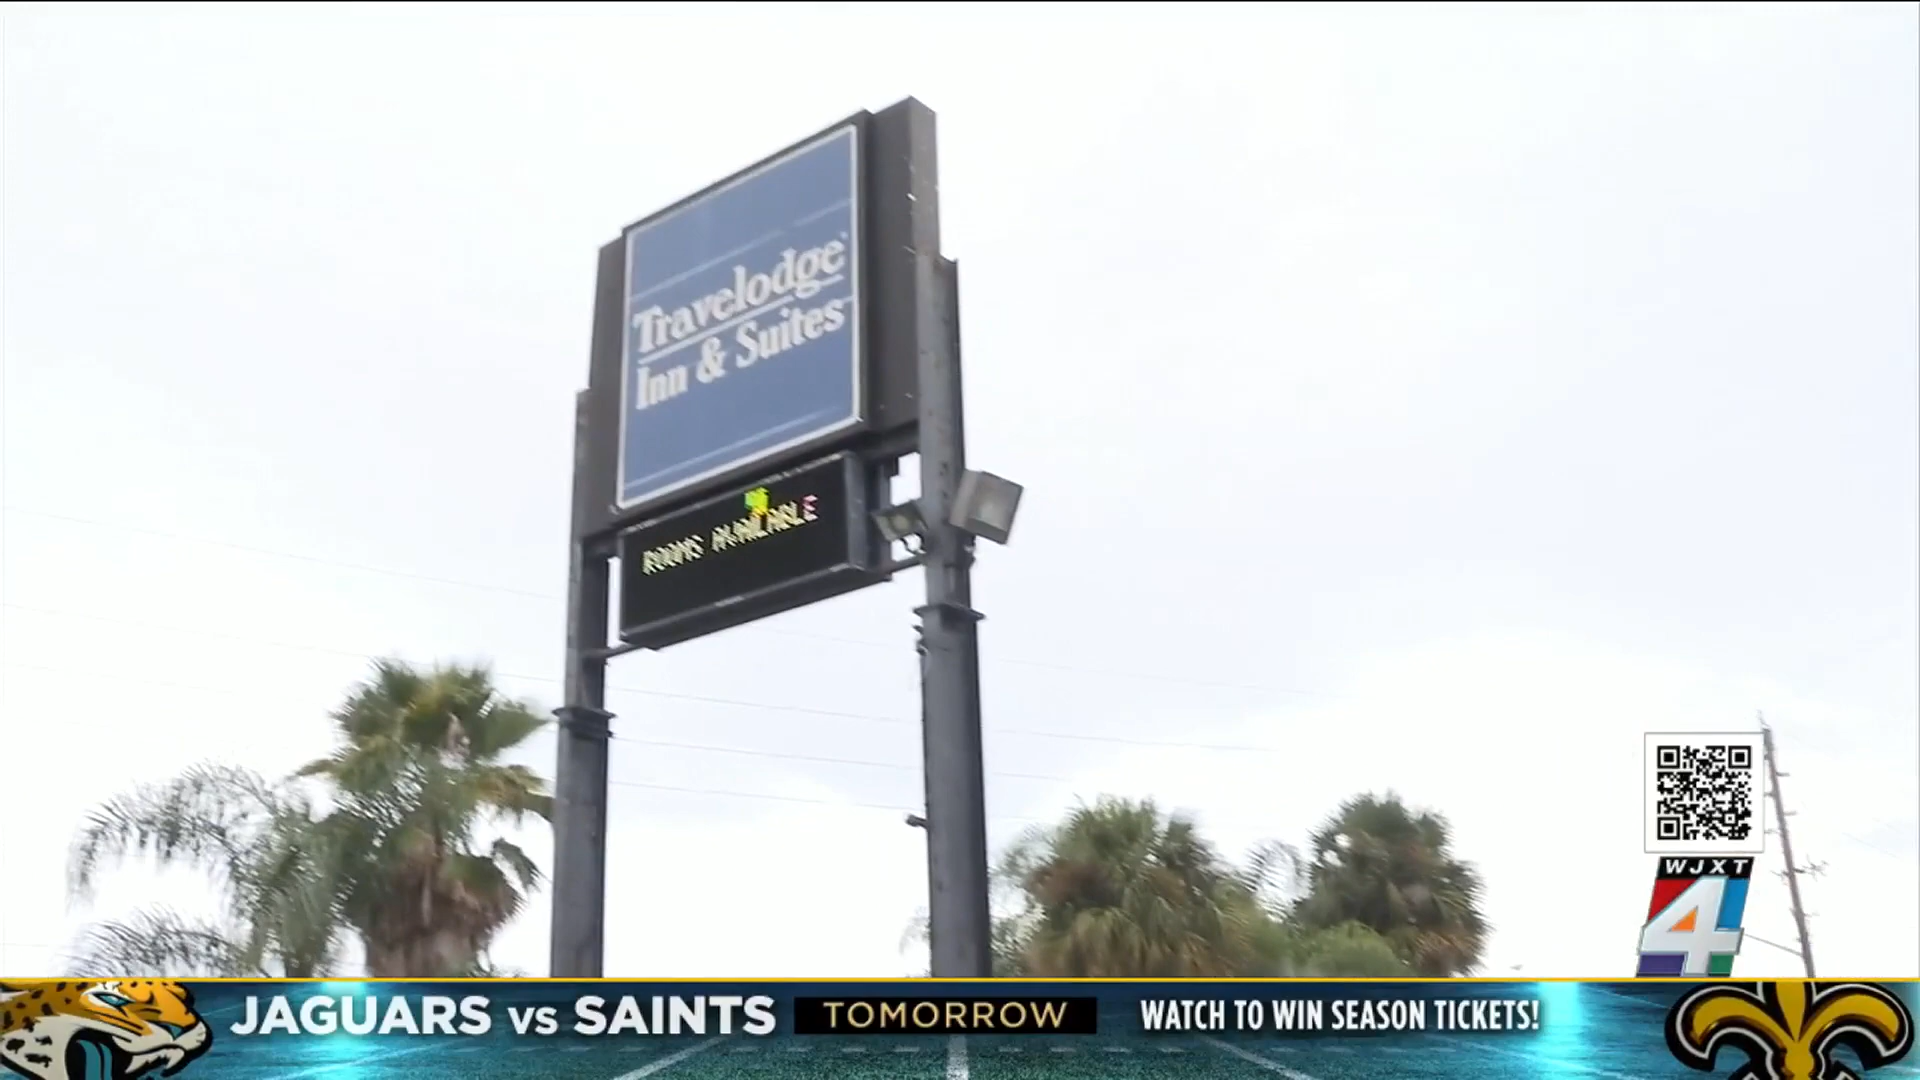 Travelodge
Inn & Suites
ROOMS AVAILABLE
WJXT
4
JAGUARS vs SAINTS TOMORROW WATCH TO WIN SEASON TICKETS!